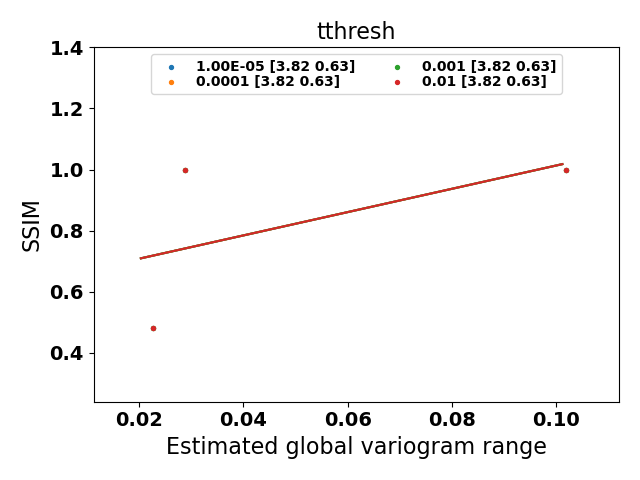 tthresh
1.00E-05 [3.82 0.63]
0.0001 [3.82 0.63]
0.001 [3.82 0.63]
0.01 [3.82 0.63]
1.4
1.2
1.0
0.8
0.6
0.4
SSIM
0.02 0.04 0.06 0.08 0.10
Estimated global variogram range